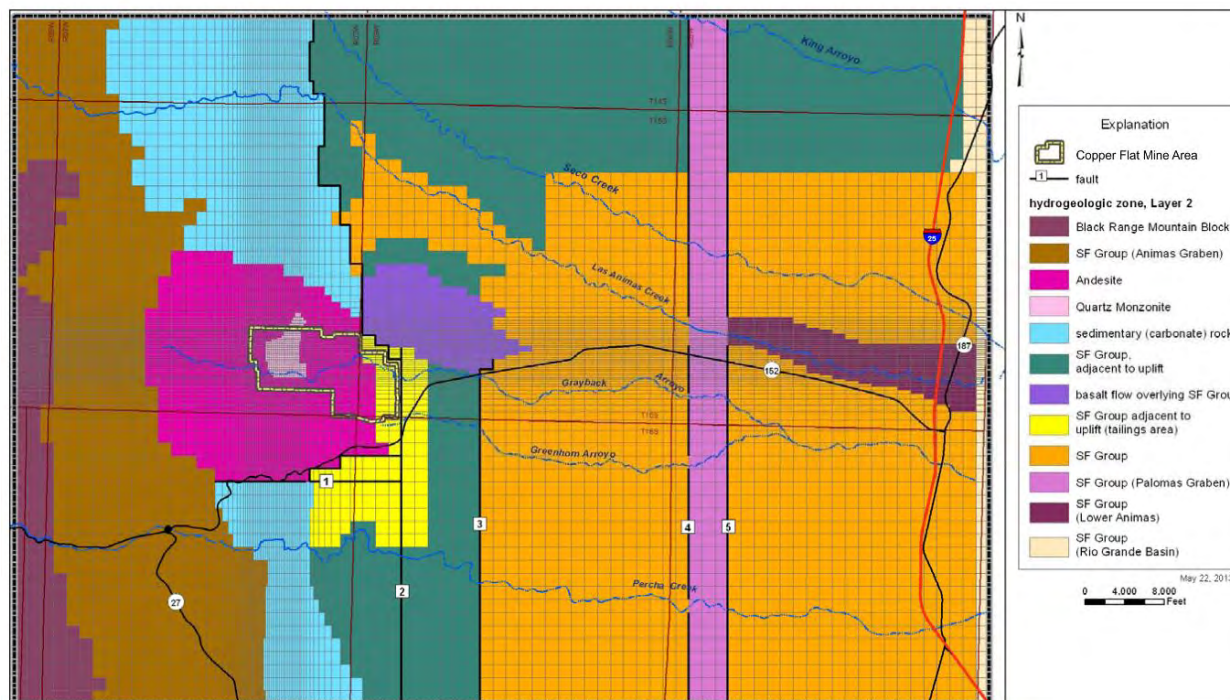 King Arroyo
T14S
T15S
Seco Creek
25
Las Animas Creek
187
152
Grayback
Arroyo
T15S
T16S
Greenhorn Arroyo
1
3
4
5
2
Percha Creek
27
N
Explanation
Copper Flat Mine Area
1 fault
hydrogeologic zone, Layer 2
Black Range Mountain Block
SF Group (Animas Graben)
Andesite
Quartz Monzonite
sedimentary (carbonate) rock
SF Group,
adjacent to uplift
basalt flow overlying SF Grou
SF Group adjacent to
uplift (tailings area)
SF Group
SF Group (Palomas Graben)
SF Group
(Lower Animas)
SF Group
(Rio Grande Basin)
May 22, 201
0 4,000 8,000
Feet